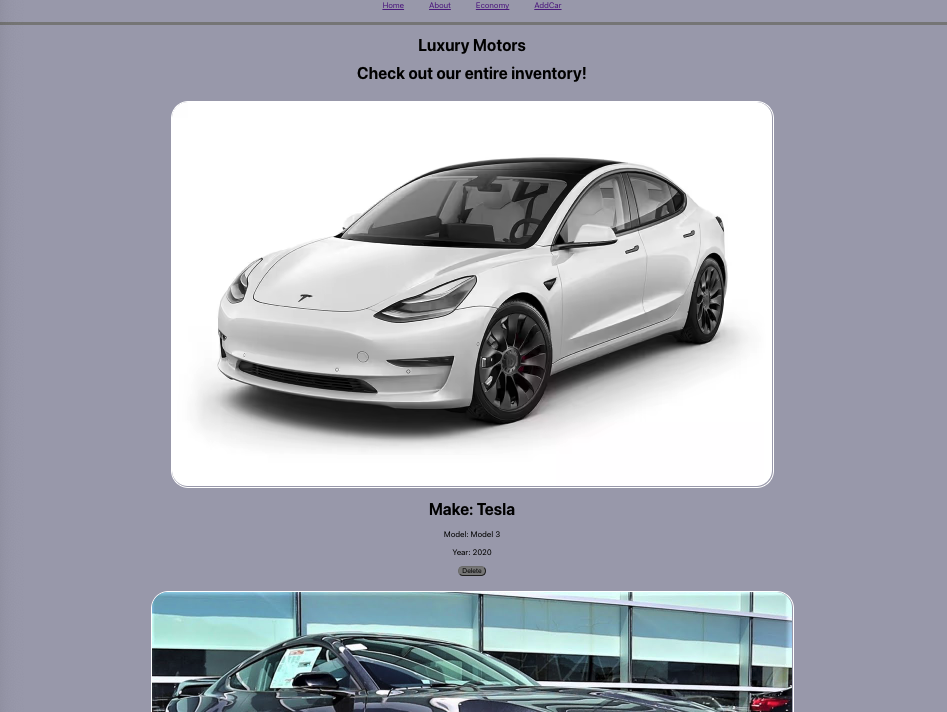 Home About Economy AddCar
Luxury Motors
Check out our entire inventory!
Make: Tesla
Model: Model 3
Year: 2020
Delete